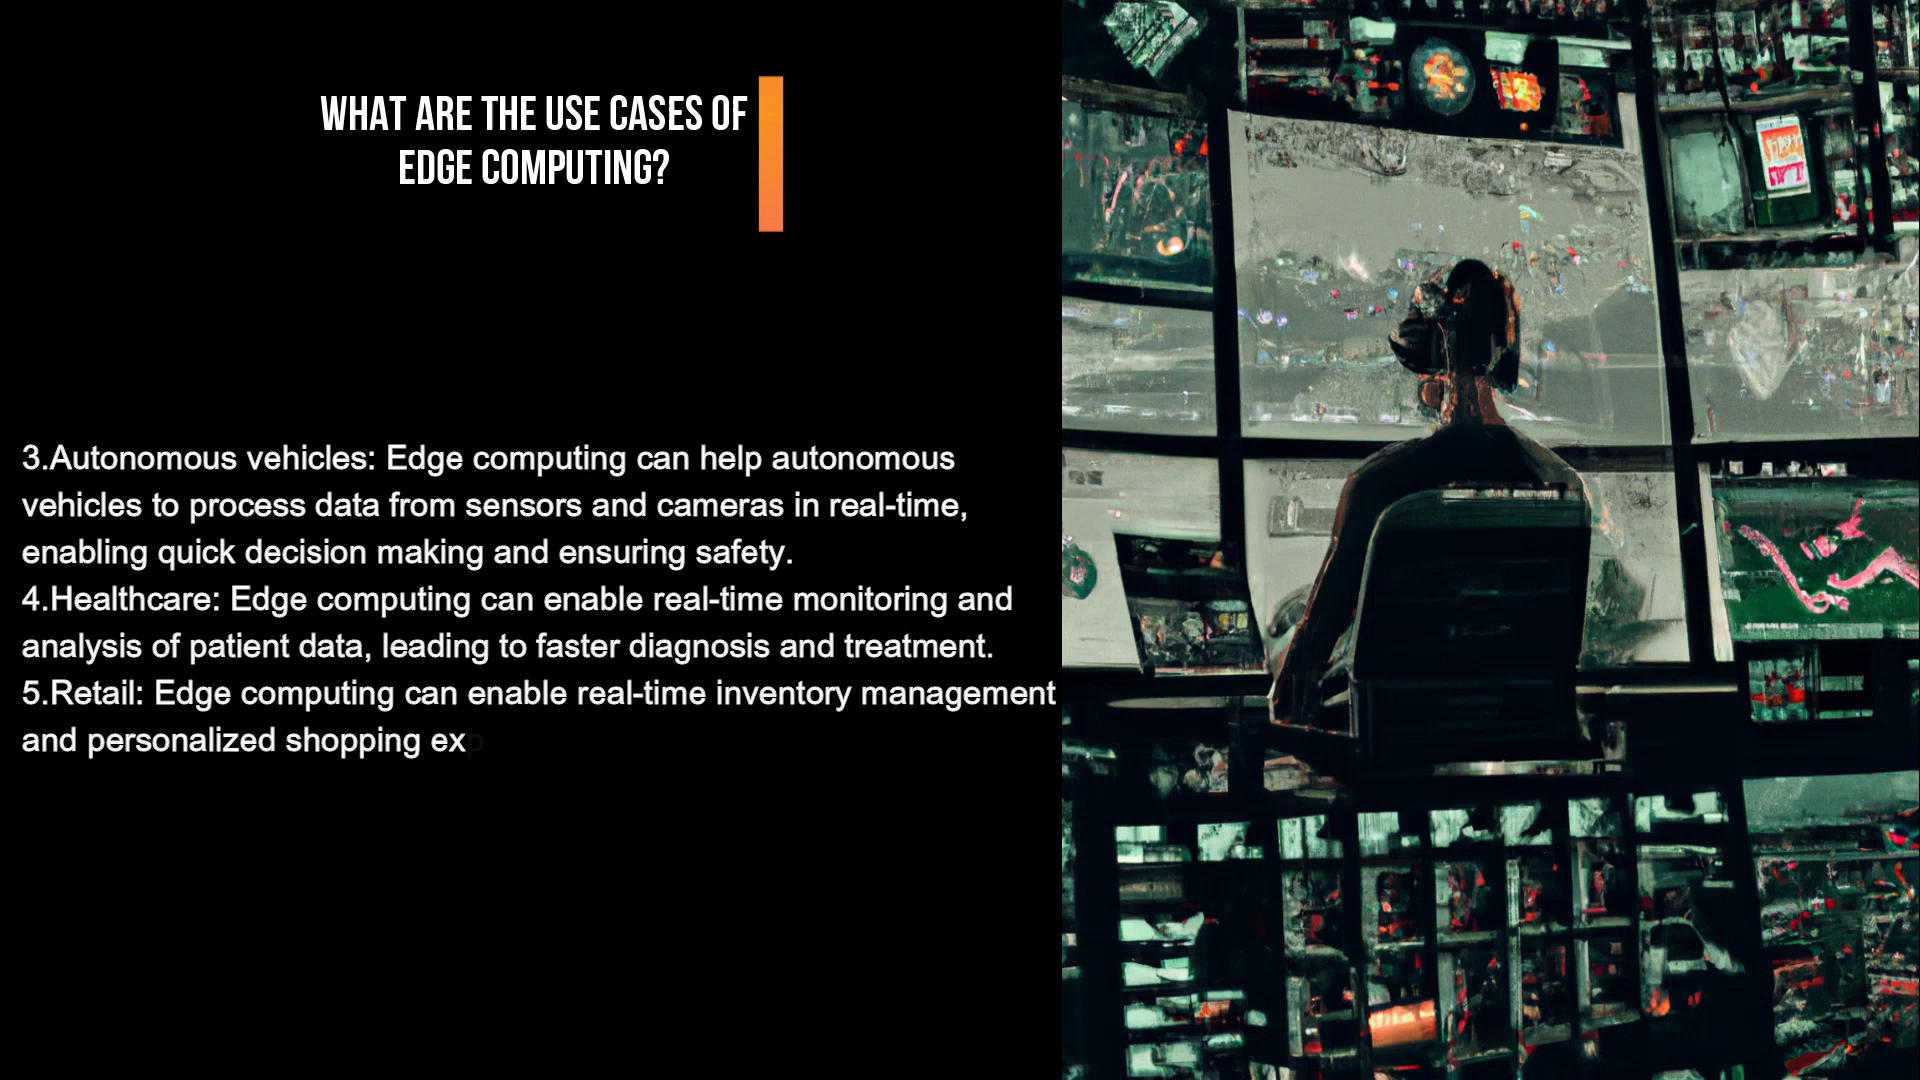 WHAT ARE THE USE CASES OF
EDGE COMPUTING?
3.Autonomous vehicles: Edge computing can help autonomous
vehicles to process data from sensors and cameras in real-time,
enabling quick decision making and ensuring safety.
4.Healthcare: Edge computing can enable real-time monitoring and
analysis of patient data, leading to faster diagnosis and treatment.
5.Retail: Edge computing can enable real-time inventory management
and personalized shopping exp